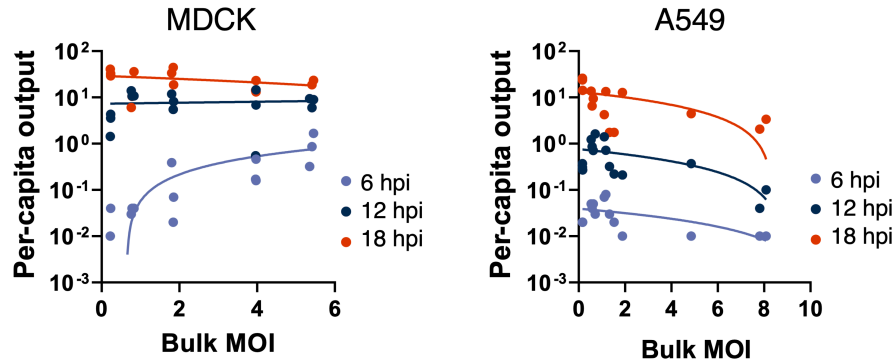 MDCK
Per-capita output
10²
10¹
10⁰
10⁻¹
10⁻²
10⁻³
0 2 4 6
Bulk MOI
6 hpi
12 hpi
18 hpi
A549
Per-capita output
10²
10¹
10⁰
10⁻¹
10⁻²
10⁻³
0 2 4 6 8 10
Bulk MOI
6 hpi
12 hpi
18 hpi